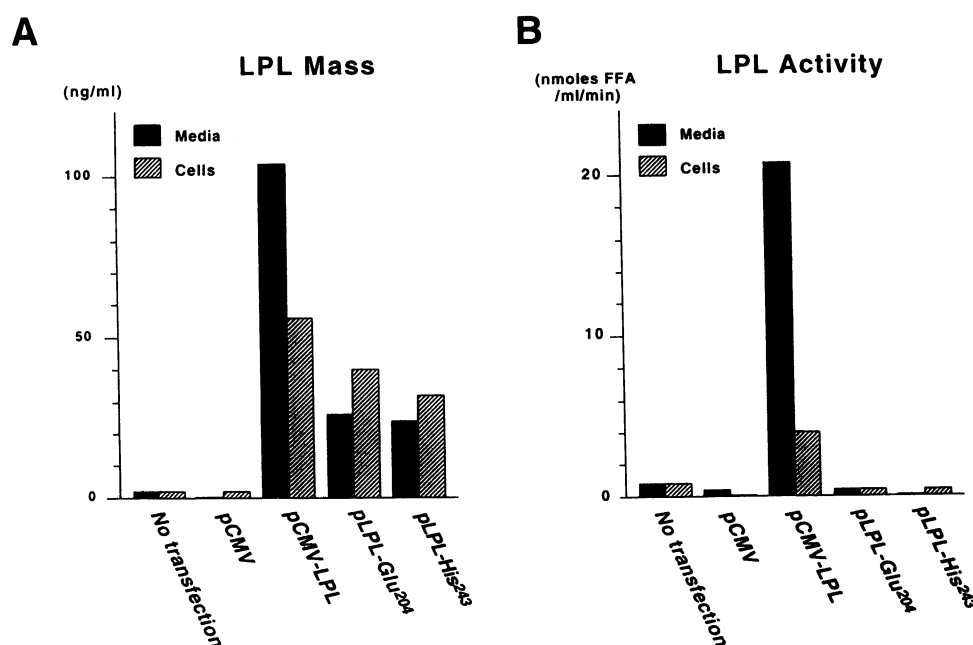 A
LPL Mass
(ng/ml)
Media
Cells
100
50
0
No transfection
pCMV
pCMV-LPL
pLPL-Glu204
pLPL-His243
B
LPL Activity
(nmoles FFA
/ml/min)
Media
Cells
20
10
0
No transfection
pCMV
pCMV-LPL
pLPL-Glu204
pLPL-His243